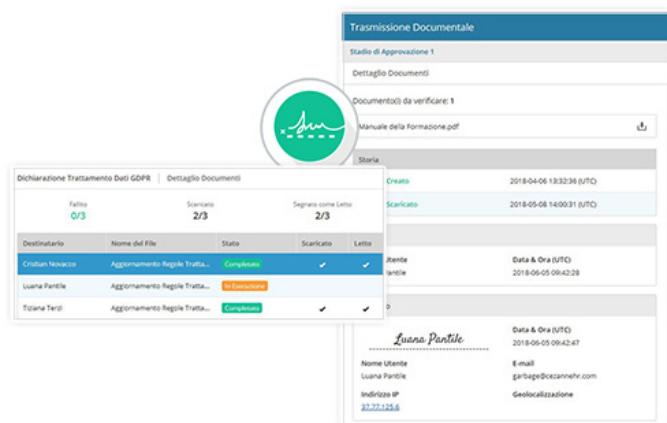 Trasmissione Documentale
Stadio di Approvazione 1
Dettaglio Documenti
Documento(i) da verificare: 1
Manuale della Formazione.pdf
Storia
Creato 2018-04-06 13:32:36 (UTC)
Scaricato 2018-05-08 14:00:31 (UTC)
Utente Data & Ora (UTC)
Pantile 2018-06-05 09:42:28
Luana Pantile
Data & Ora (UTC)
2018-06-05 09:42:47
Nome Utente E-mail
Luana Pantile garbage@cezannehr.com
Indirizzo IP Geolocalizzazione
37.77.125.6
Dichiarazione Trattamento Dati GDPR Dettaglio Documenti
Fallito Scaricato Segnato come Letto
0/3 2/3 2/3
Destinatario Nome del File Stato Scaricato Letto
Cristian Novacco Aggiornamento Regole Tratta... Completato
Luana Pantile Aggiornamento Regole Tratta... In Esecuzione
Tiziana Terzi Aggiornamento Regole Tratta... Completato